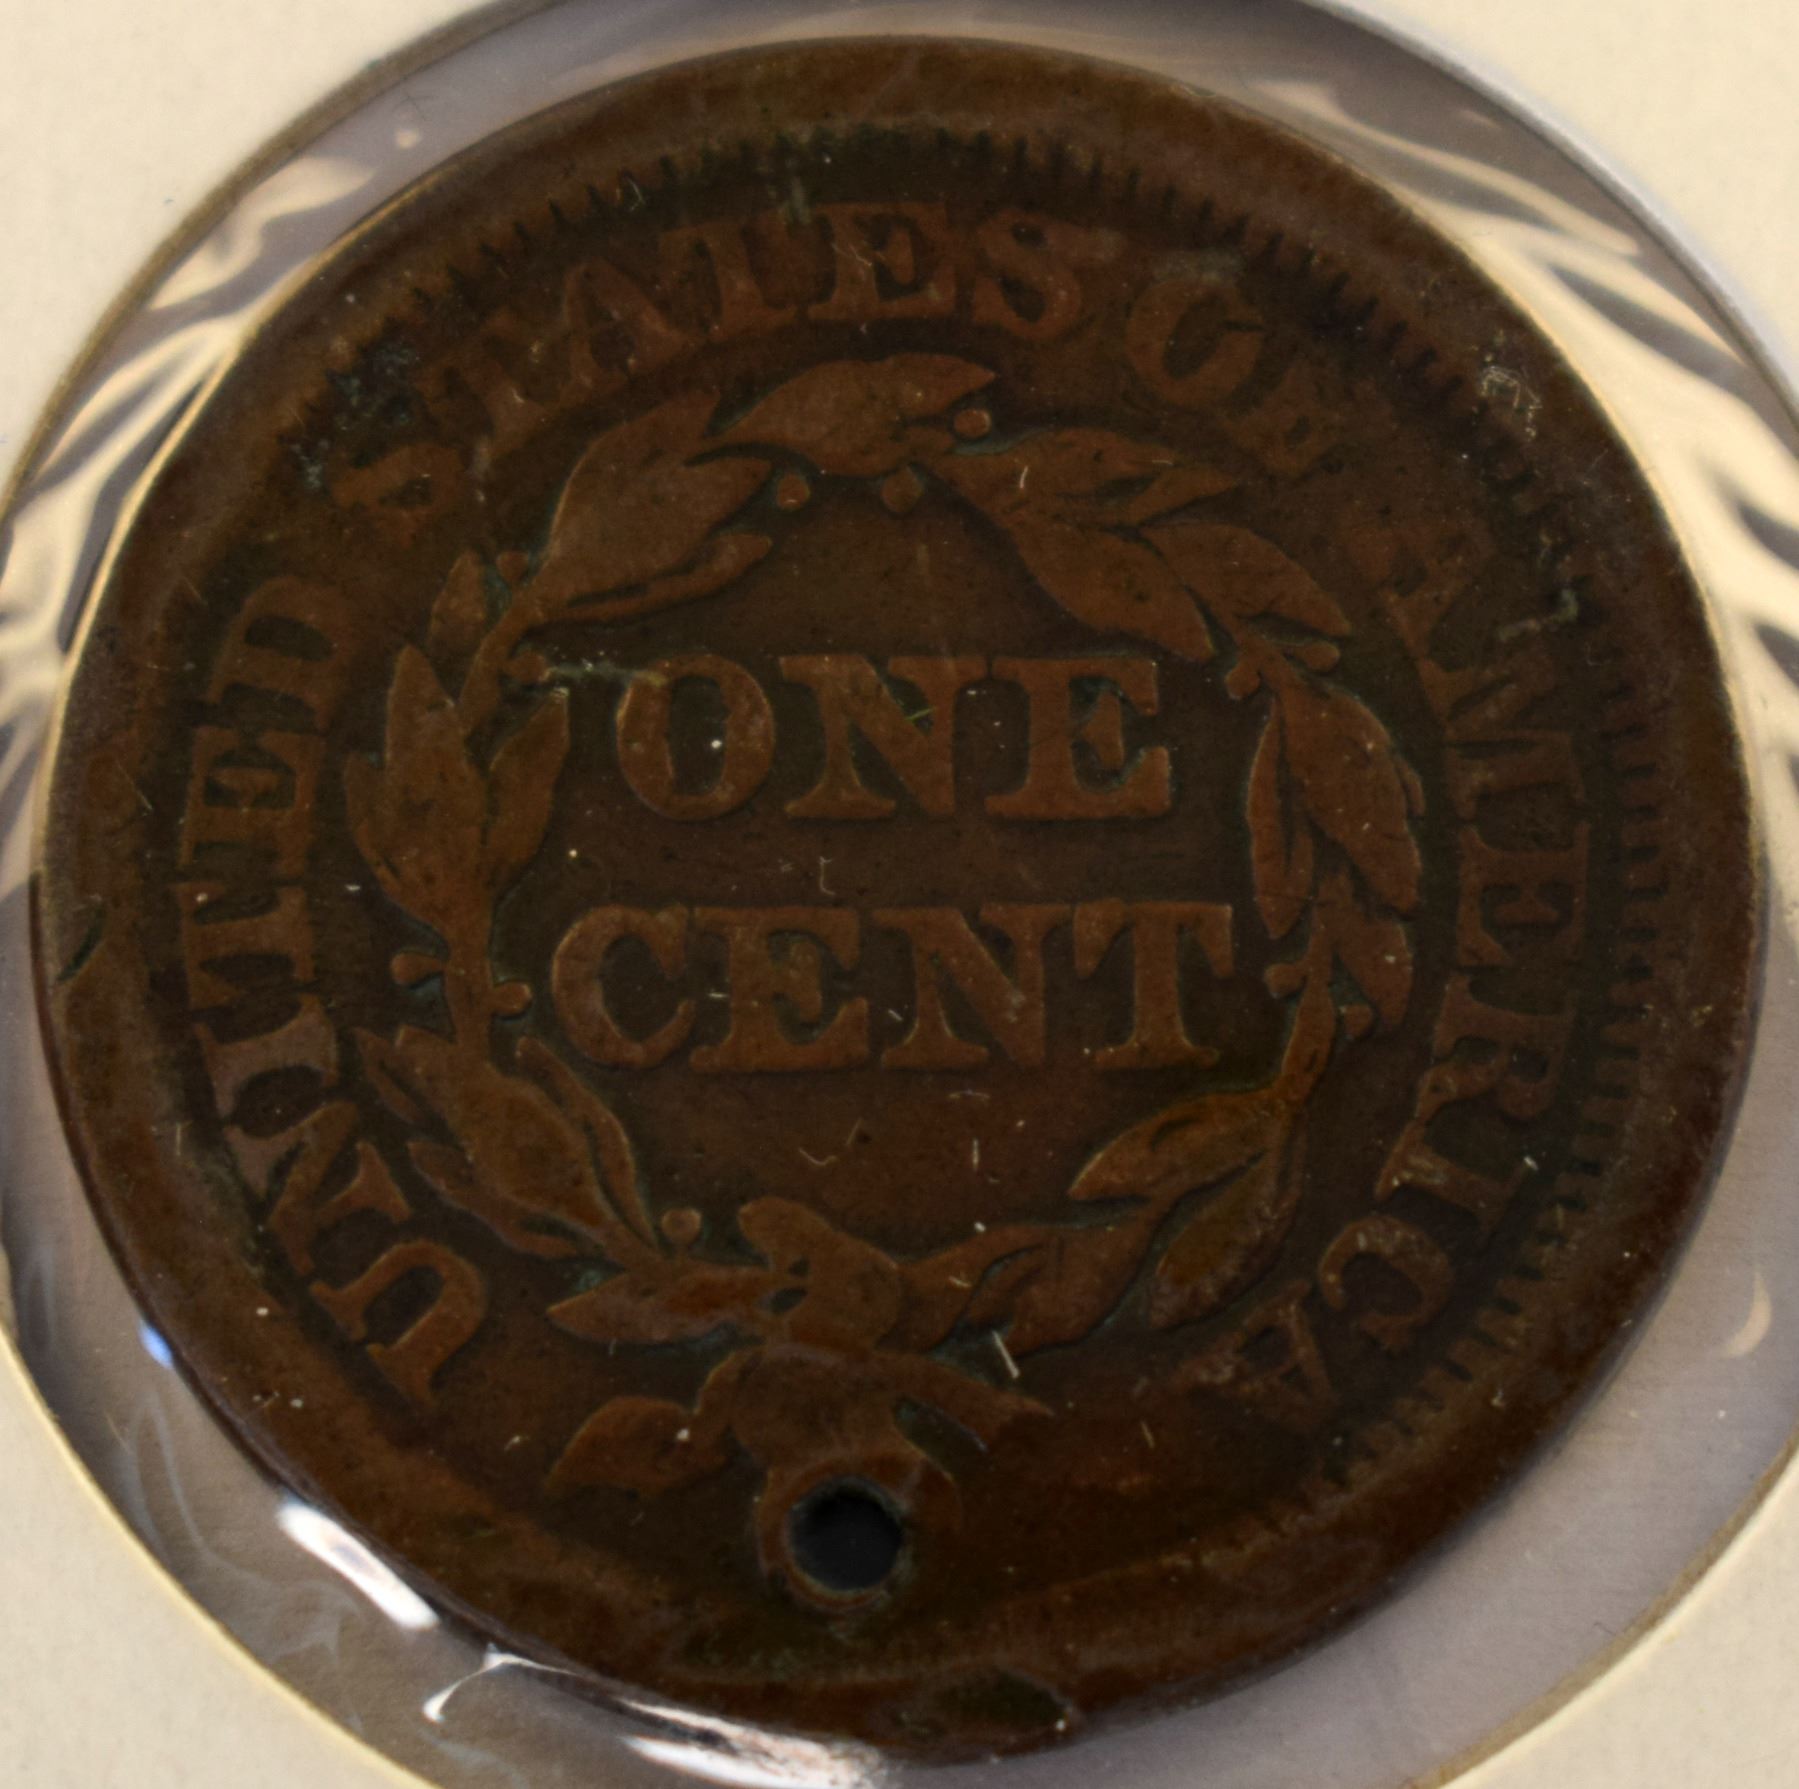 UNITED STATES OF AMERICA
ONE
CENT